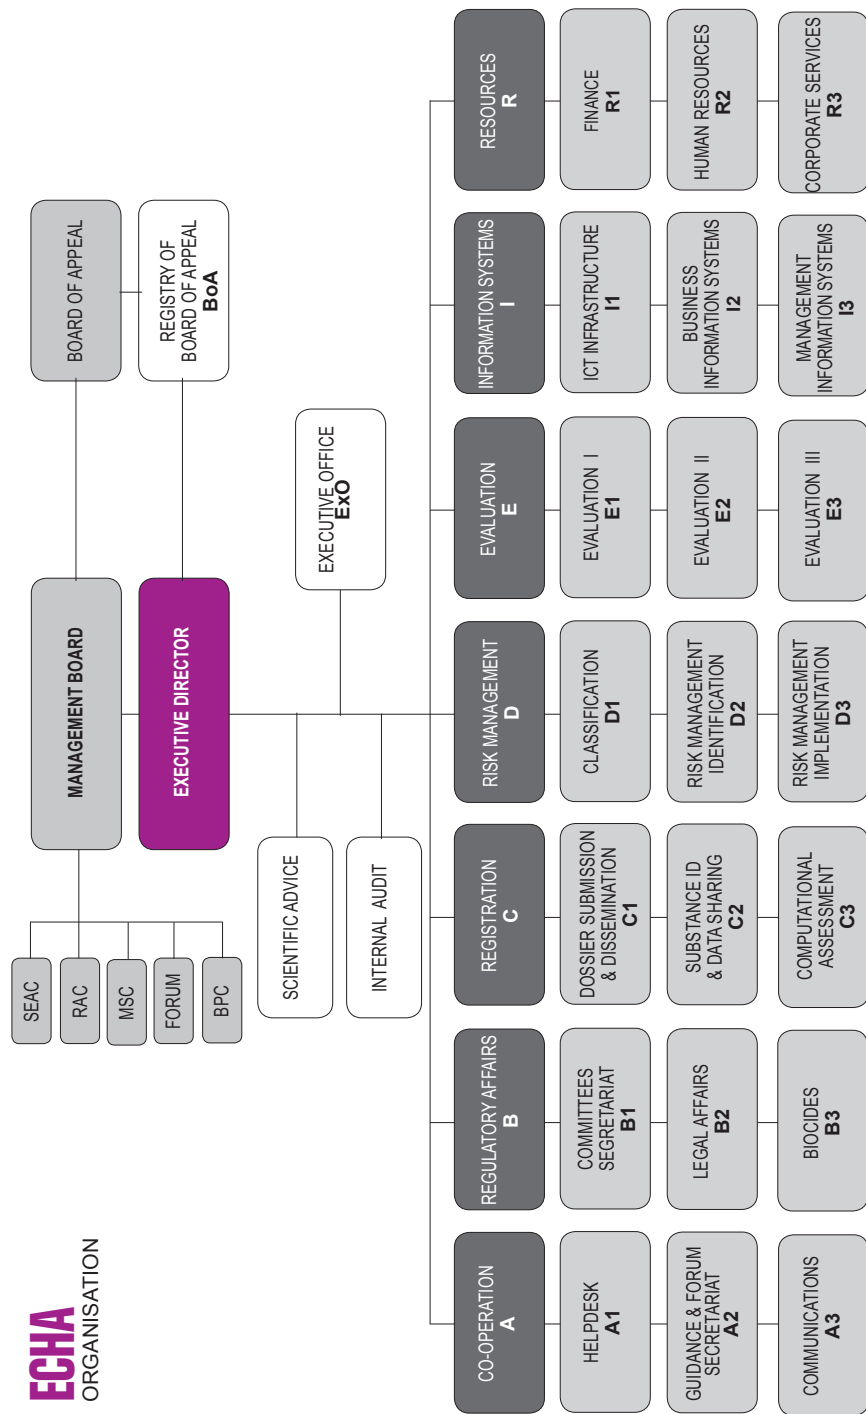 ECHA
ORGANISATION
SEAC
RAC
MSC
FORUM
BPC
MANAGEMENT BOARD
EXECUTIVE DIRECTOR
BOARD OF APPEAL
REGISTRY OF
BOARD OF APPEAL
BoA
SCIENTIFIC ADVICE
INTERNAL AUDIT
EXECUTIVE OFFICE
ExO
CO-OPERATION
A
HELPDESK
A1
GUIDANCE & FORUM
SECRETARIAT
A2
COMMUNICATIONS
A3
REGULATORY AFFAIRS
B
COMMITTEES
SEGRETARIAT
B1
LEGAL AFFAIRS
B2
BIOCIDES
B3
REGISTRATION
C
DOSSIER SUBMISSION
& DISSEMINATION
C1
SUBSTANCE ID
& DATA SHARING
C2
COMPUTATIONAL
ASSESSMENT
C3
RISK MANAGEMENT
D
CLASSIFICATION
D1
RISK MANAGEMENT
IDENTIFICATION
D2
RISK MANAGEMENT
IMPLEMENTATION
D3
EVALUATION
E
EVALUATION I
E1
EVALUATION II
E2
EVALUATION III
E3
INFORMATION SYSTEMS
I
ICT INFRASTRUCTURE
I1
BUSINESS
INFORMATION SYSTEMS
I2
MANAGEMENT
INFORMATION SYSTEMS
I3
RESOURCES
R
FINANCE
R1
HUMAN RESOURCES
R2
CORPORATE SERVICES
R3